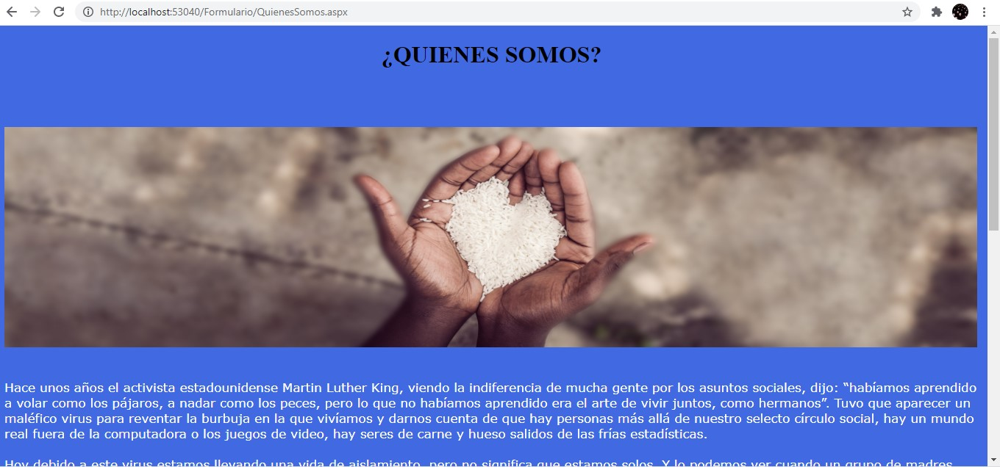 http://localhost:53040/Formulario/QuienesSomos.aspx
¿QUIENES SOMOS?
Hace unos años el activista estadounidense Martin Luther King, viendo la indiferencia de mucha gente por los asuntos sociales, dijo: “habíamos aprendido
a volar como los pájaros, a nadar como los peces, pero lo que no habíamos aprendido era el arte de vivir juntos, como hermanos”. Tuvo que aparecer un
maléfico virus para reventar la burbuja en la que vivíamos y darnos cuenta de que hay personas más allá de nuestro selecto círculo social, hay un mundo
real fuera de la computadora o los juegos de video, hay seres de carne y hueso salidos de las frías estadísticas.
Hoy debido a este virus estamos llevando una vida de aislamiento, pero no significa que estamos solos. Y lo podemos ver cuando un grupo de madres